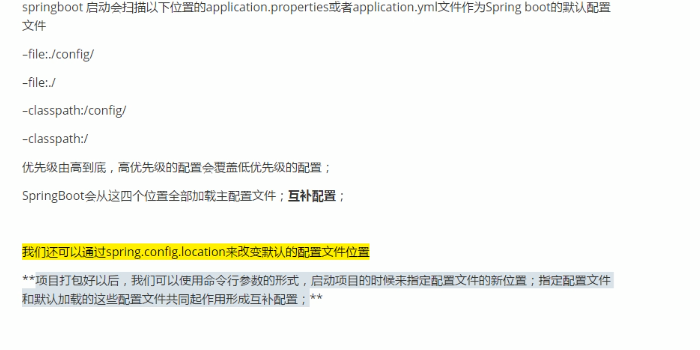 springboot 启动会扫描以下位置的application.properties或者application.yml文件作为Spring boot的默认配置
文件
–file:./config/
–file:./
–classpath:/config/
–classpath:/
优先级由高到底，高优先级的配置会覆盖低优先级的配置；
SpringBoot会从这四个位置全部加载主配置文件；互补配置；
我们还可以通过spring.config.location来改变默认的配置文件位置
**项目打包好以后，我们可以使用命令行参数的形式，启动项目的时候来指定配置文件的新位置；指定配置文件
和默认加载的这些配置文件共同起作用形成互补配置；**